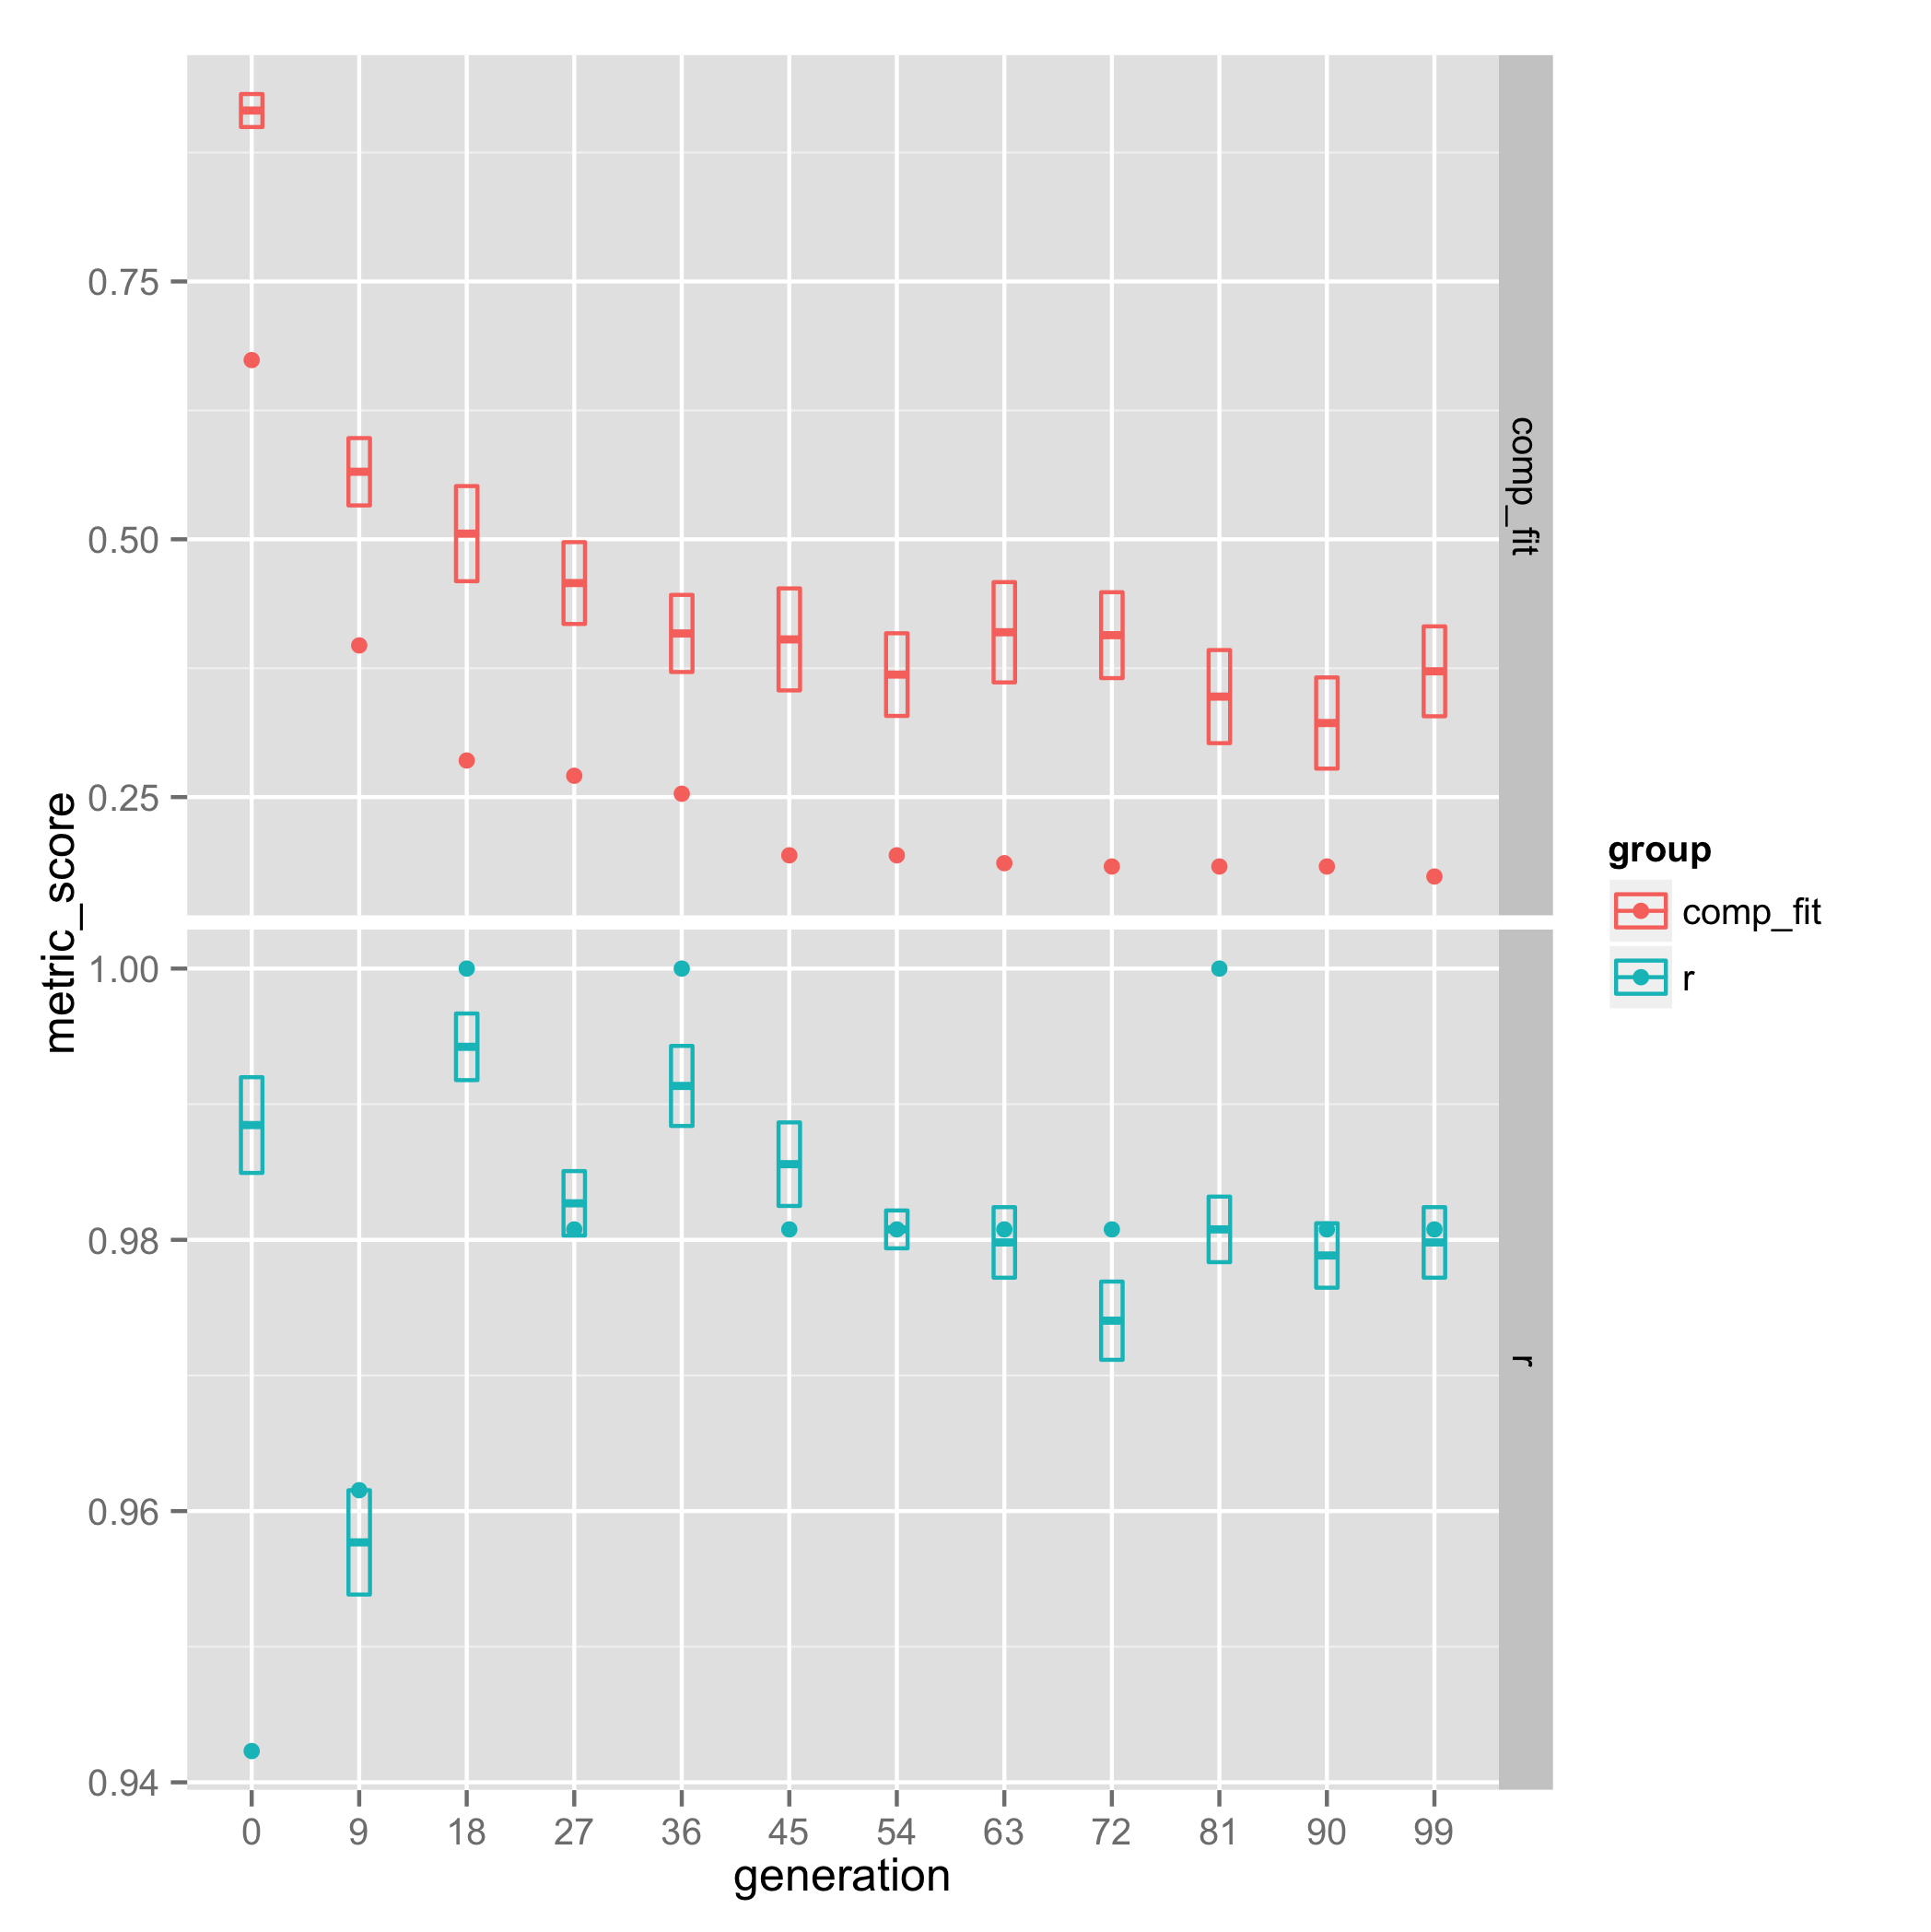 metric_score
0.75
0.50
0.25
comp_fit
1.00
0.98
0.96
0.94
r
0 9 18 27 36 45 54 63 72 81 90 99
generation
group
comp_fit
r